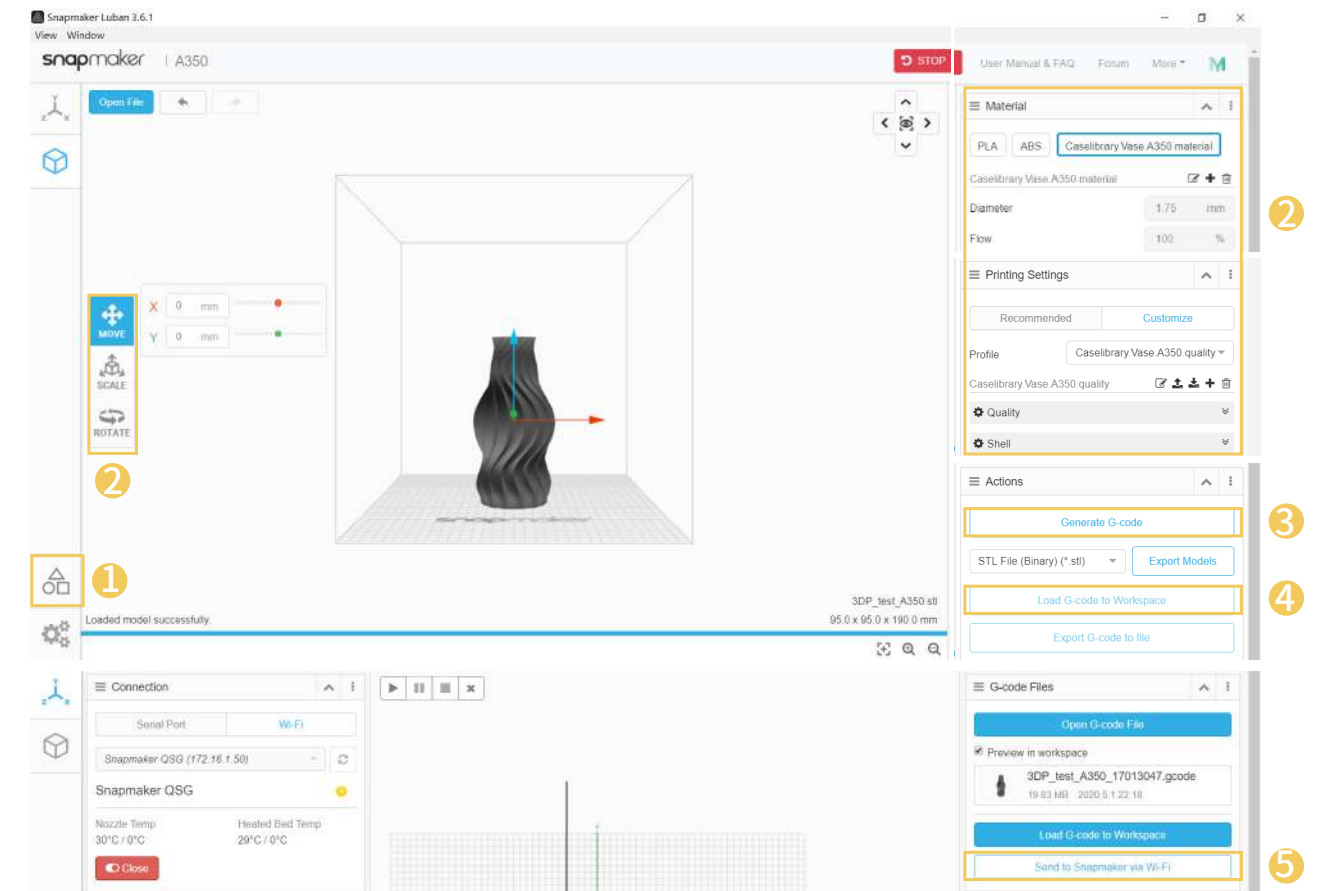 Snapmaker Luban 3.6.1
View Window
snapmaker | A350
STOP
User Manual & FAQ Forum More
Open File
Material
PLA ABS Caselibrary.Vase.A350.material
Caselibrary.Vase.A350.material
Diameter 1.75 mm
Flow 100 %
2
Printing Settings
Recommended Customize
Profile Caselibrary.Vase.A350.quality
Caselibrary.Vase.A350.quality
Quality
Shell
X 0 mm
Y 0 mm
MOVE
SCALE
ROTATE
2
snapmaker
Actions
Generate G-code
3
STL File (Binary) (*.stl) Export Models
Load G-code to Workspace
4
Export G-code to file
1
3DP_test_A350.stl
Loaded model successfully.
95.0 x 95.0 x 190.0 mm
Connection
Serial Port Wi-Fi
Snapmaker QSG (172.16.1.50)
Snapmaker QSG
Nozzle Temp Heated Bed Temp
30°C / 0°C 29°C / 0°C
Close
G-code Files
Open G-code File
Preview in workspace
3DP_test_A350_17013047.gcode
19.83 MB 2020.5.1 22:18
Load G-code to Workspace
Send to Snapmaker via Wi-Fi
5